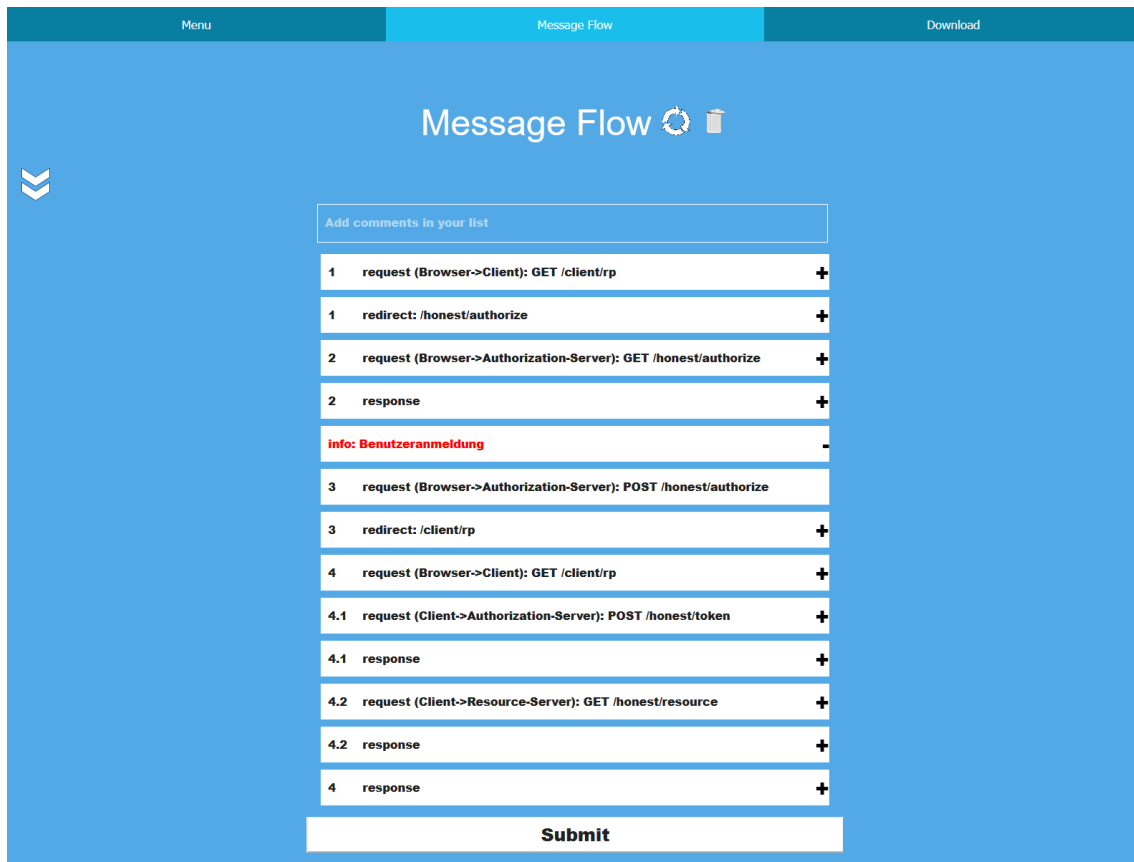 Menu
Message Flow
Download
Message Flow
Add comments in your list
1 request (Browser->Client): GET /client/rp
1 redirect: /honest/authorize
2 request (Browser->Authorization-Server): GET /honest/authorize
2 response
info: Benutzeranmeldung
3 request (Browser->Authorization-Server): POST /honest/authorize
3 redirect: /client/rp
4 request (Browser->Client): GET /client/rp
4.1 request (Client->Authorization-Server): POST /honest/token
4.1 response
4.2 request (Client->Resource-Server): GET /honest/resource
4.2 response
4 response
Submit